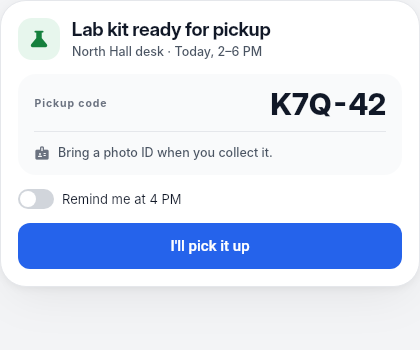 Lab kit ready for pickup
North Hall desk · Today, 2–6 PM
Pickup code
K7Q-42
Bring a photo ID when you collect it.
Remind me at 4 PM
I'll pick it up